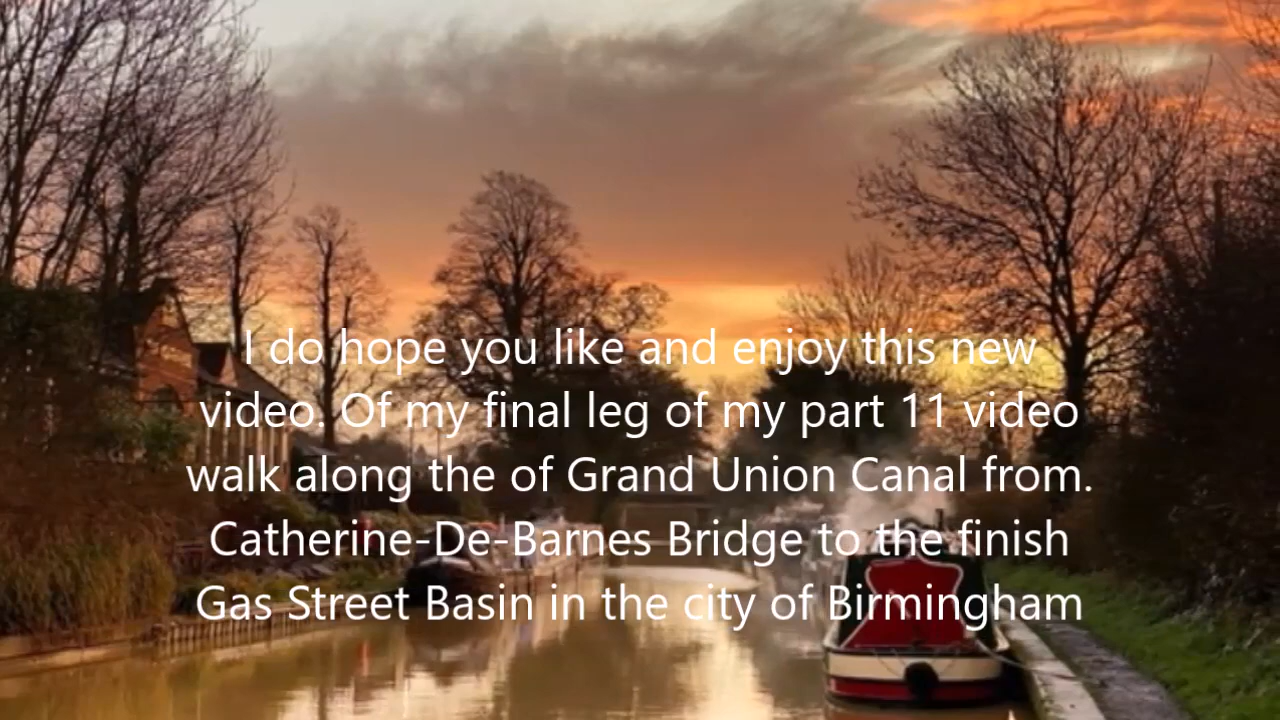 I do hope you like and enjoy this new
video. Of my final leg of my part 11 video
walk along the of Grand Union Canal from.
Catherine-De-Barnes Bridge to the finish
Gas Street Basin in the city of Birmingham